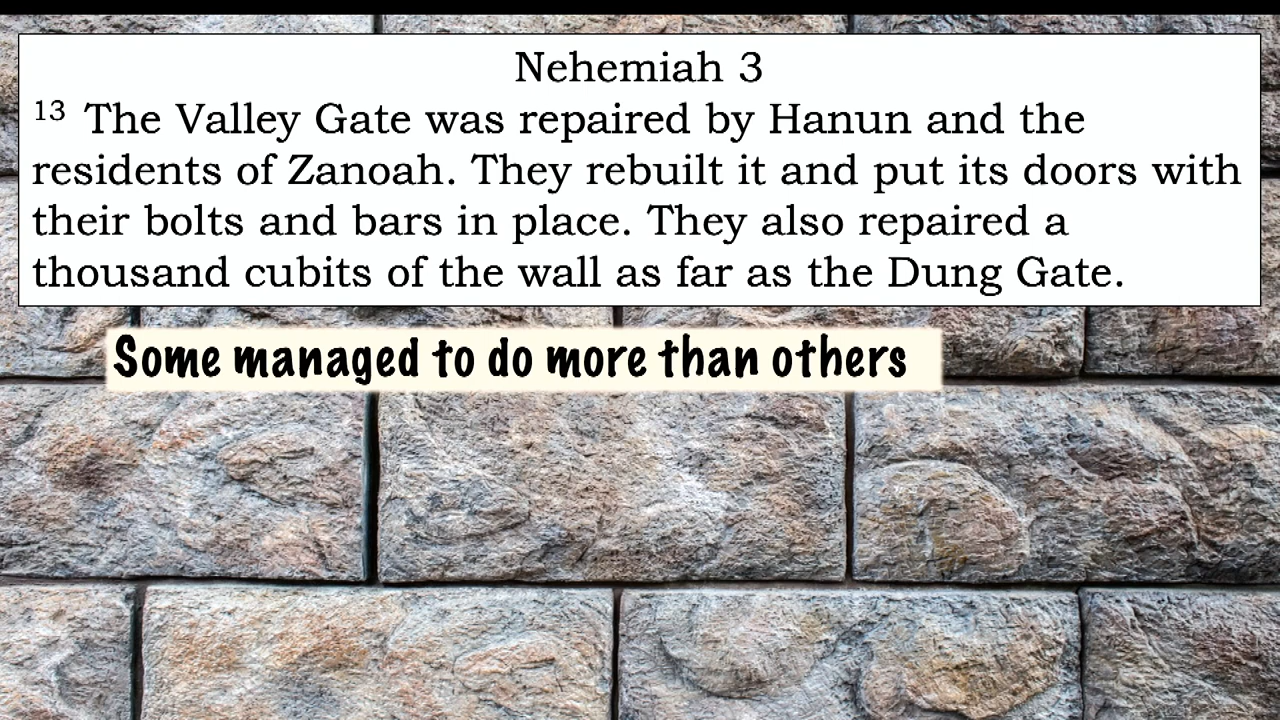 Nehemiah 3
13 The Valley Gate was repaired by Hanun and the
residents of Zanoah. They rebuilt it and put its doors with
their bolts and bars in place. They also repaired a
thousand cubits of the wall as far as the Dung Gate.
Some managed to do more than others